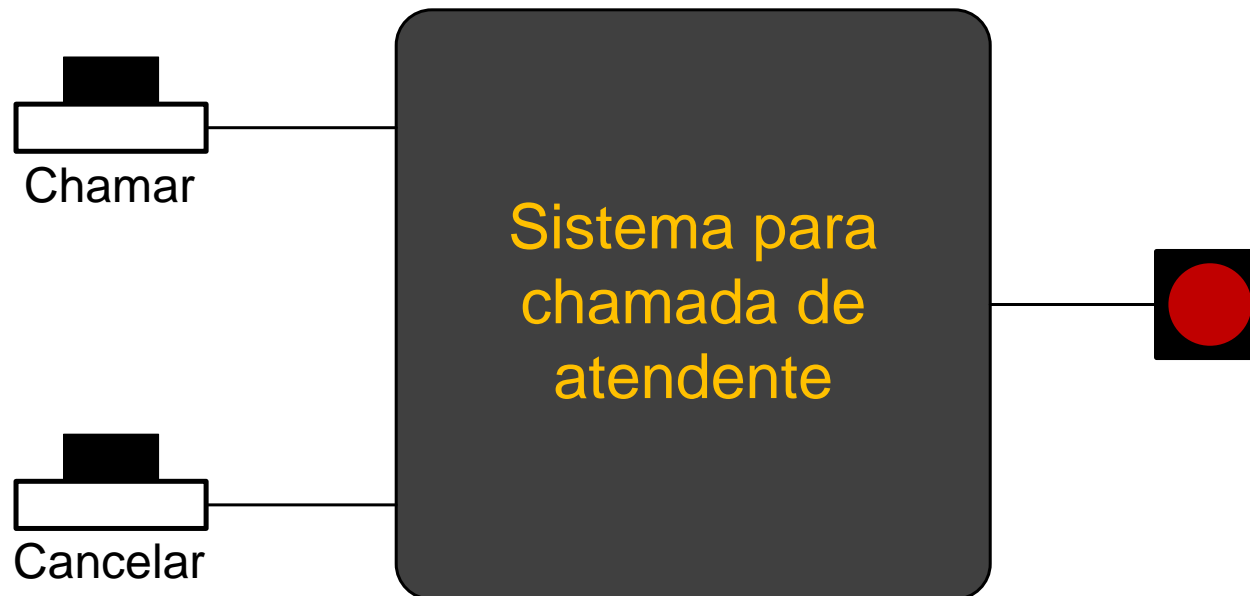 Chamar
Sistema para
chamada de
atendente
Cancelar